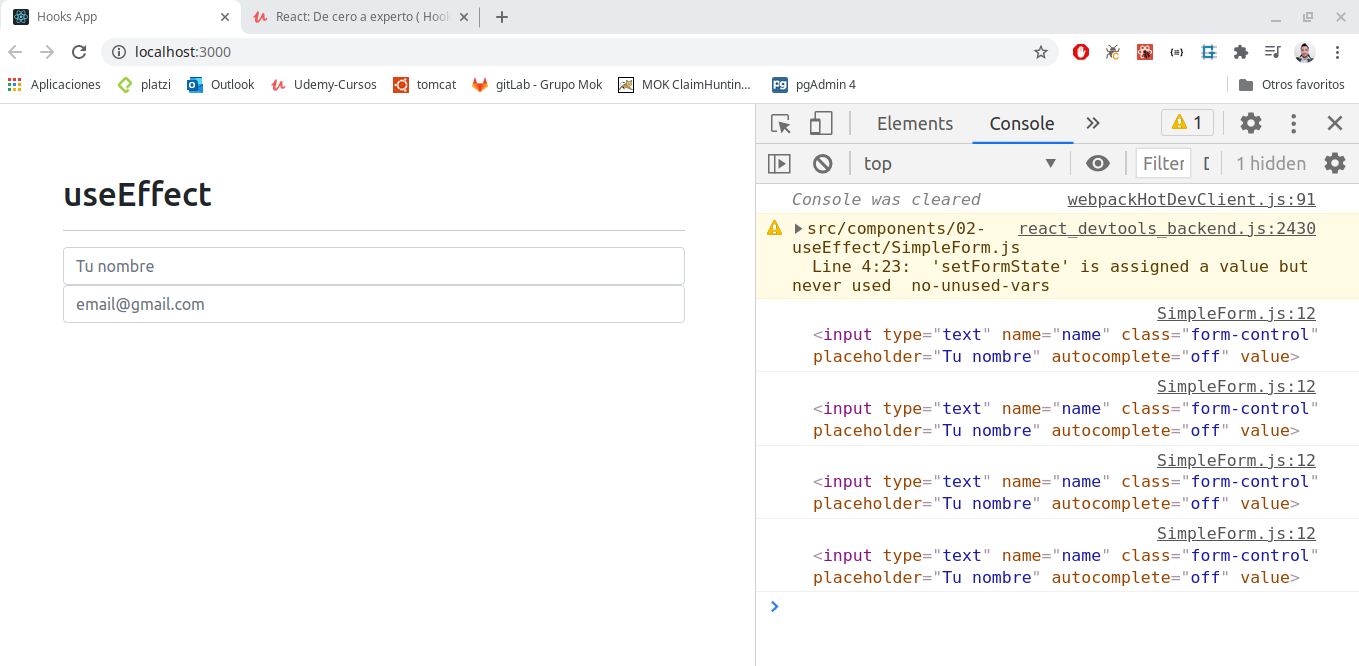 Hooks App
React: De cero a experto ( Hook
localhost:3000
Aplicaciones platzi Outlook Udemy-Cursos tomcat gitLab - Grupo Mok MOK ClaimHuntin... pgAdmin 4 Otros favoritos
useEffect
Tu nombre
email@gmail.com
Elements Console 1
top Filter D 1 hidden
Console was cleared webpackHotDevClient.js:91
src/components/02- react_devtools_backend.js:2430
useEffect/SimpleForm.js
Line 4:23: 'setFormState' is assigned a value but
never used no-unused-vars
SimpleForm.js:12
<input type="text" name="name" class="form-control"
placeholder="Tu nombre" autocomplete="off" value>
SimpleForm.js:12
<input type="text" name="name" class="form-control"
placeholder="Tu nombre" autocomplete="off" value>
SimpleForm.js:12
<input type="text" name="name" class="form-control"
placeholder="Tu nombre" autocomplete="off" value>
SimpleForm.js:12
<input type="text" name="name" class="form-control"
placeholder="Tu nombre" autocomplete="off" value>